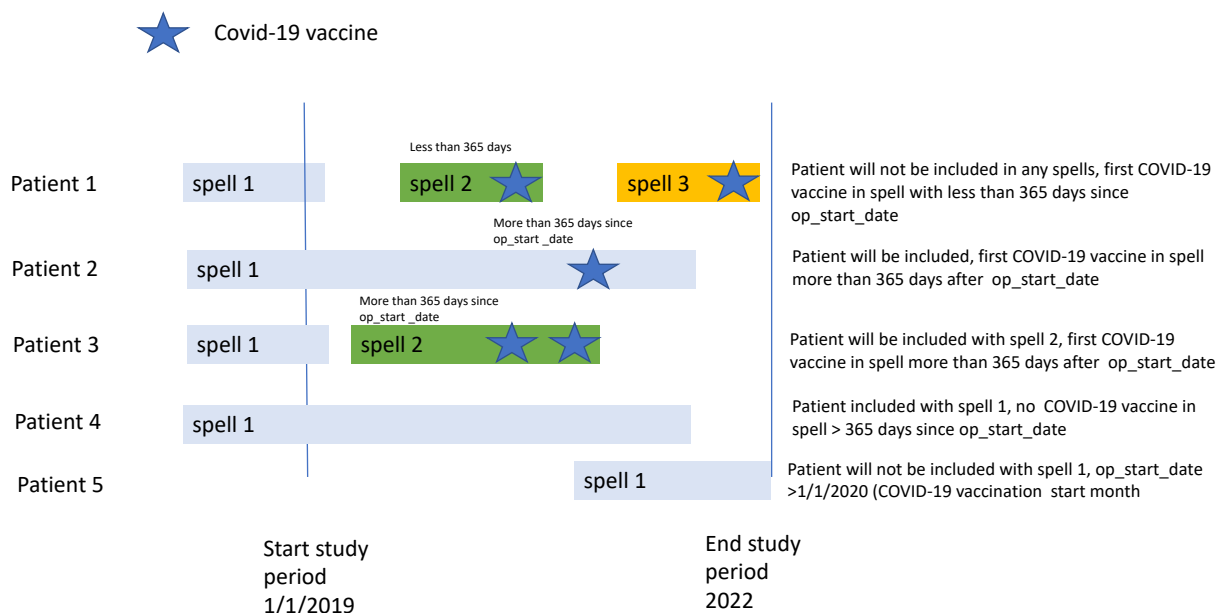 Covid-19 vaccine
Less than 365 days
Patient 1
spell 1
spell 2
spell 3
Patient will not be included in any spells, first COVID-19
vaccine in spell with less than 365 days since
op_start_date
More than 365 days since
op_start _date
Patient 2
spell 1
Patient will be included, first COVID-19 vaccine in spell
more than 365 days after op_start_date
More than 365 days since
op_start _date
Patient 3
spell 1
spell 2
Patient will be included with spell 2, first COVID-19
vaccine in spell more than 365 days after op_start_date
Patient 4
spell 1
Patient included with spell 1, no COVID-19 vaccine in
spell > 365 days since op_start_date
Patient 5
spell 1
Patient will not be included with spell 1, op_start_date
>1/1/2020 (COVID-19 vaccination start month
Start study
period
1/1/2019
End study
period
2022